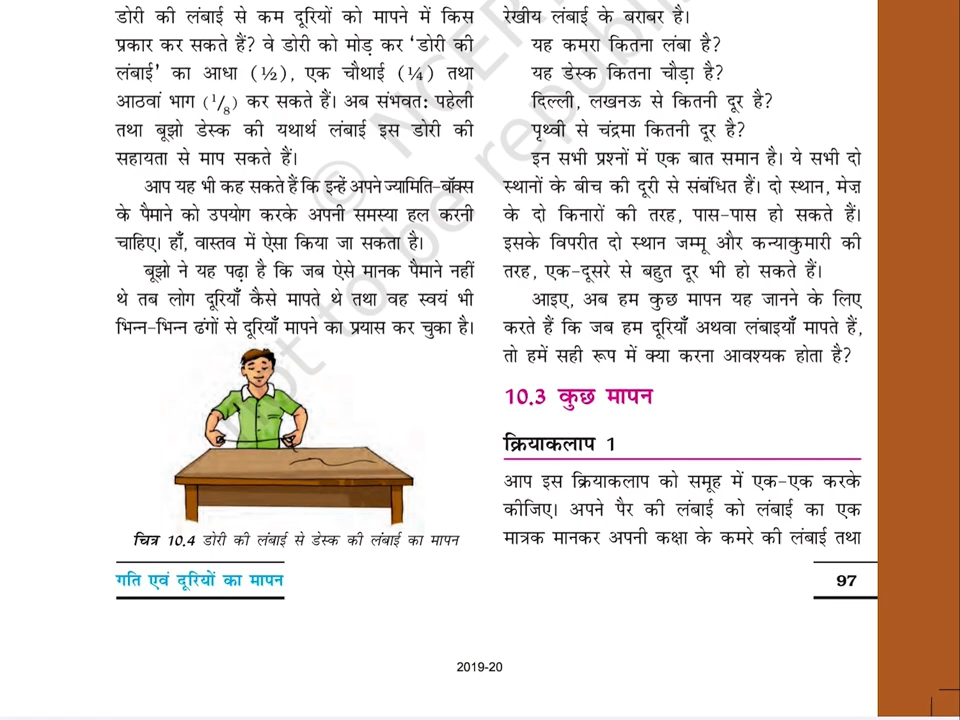 डोरी की लंबाई से कम दूरियों को मापने में किस
प्रकार कर सकते हैं? वे डोरी को मोड़ कर ‘डोरी की
लंबाई’ का आधा (½), एक चौथाई (¼) तथा
आठवां भाग (1/8) कर सकते हैं। अब संभवत: पहेली
तथा बूझो डेस्क की यथार्थ लंबाई इस डोरी की
सहायता से माप सकते हैं।
आप यह भी कह सकते हैं कि इन्हें अपने ज्यामिति-बॉक्स
के पैमाने को उपयोग करके अपनी समस्या हल करनी
चाहिए। हाँ, वास्तव में ऐसा किया जा सकता है।
बूझो ने यह पढ़ा है कि जब ऐसे मानक पैमाने नहीं
थे तब लोग दूरियाँ कैसे मापते थे तथा वह स्वयं भी
भिन्न-भिन्न ढंगों से दूरियाँ मापने का प्रयास कर चुका है।
चित्र 10.4 डोरी की लंबाई से डेस्क की लंबाई का मापन
रेखीय लंबाई के बराबर है।
यह कमरा कितना लंबा है?
यह डेस्क कितना चौड़ा है?
दिल्ली, लखनऊ से कितनी दूर है?
पृथ्वी से चंद्रमा कितनी दूर है?
इन सभी प्रश्नों में एक बात समान है। ये सभी दो
स्थानों के बीच की दूरी से संबंधित हैं। दो स्थान, मेज़
के दो किनारों की तरह, पास-पास हो सकते हैं।
इसके विपरीत दो स्थान जम्मू और कन्याकुमारी की
तरह, एक-दूसरे से बहुत दूर भी हो सकते हैं।
आइए, अब हम कुछ मापन यह जानने के लिए
करते हैं कि जब हम दूरियाँ अथवा लंबाइयाँ मापते हैं,
तो हमें सही रूप में क्या करना आवश्यक होता है?
10.3 कुछ मापन
क्रियाकलाप 1
आप इस क्रियाकलाप को समूह में एक-एक करके
कीजिए। अपने पैर की लंबाई को लंबाई का एक
मात्रक मानकर अपनी कक्षा के कमरे की लंबाई तथा
गति एवं दूरियों का मापन
97
2019-20
© NCER
not to be republi